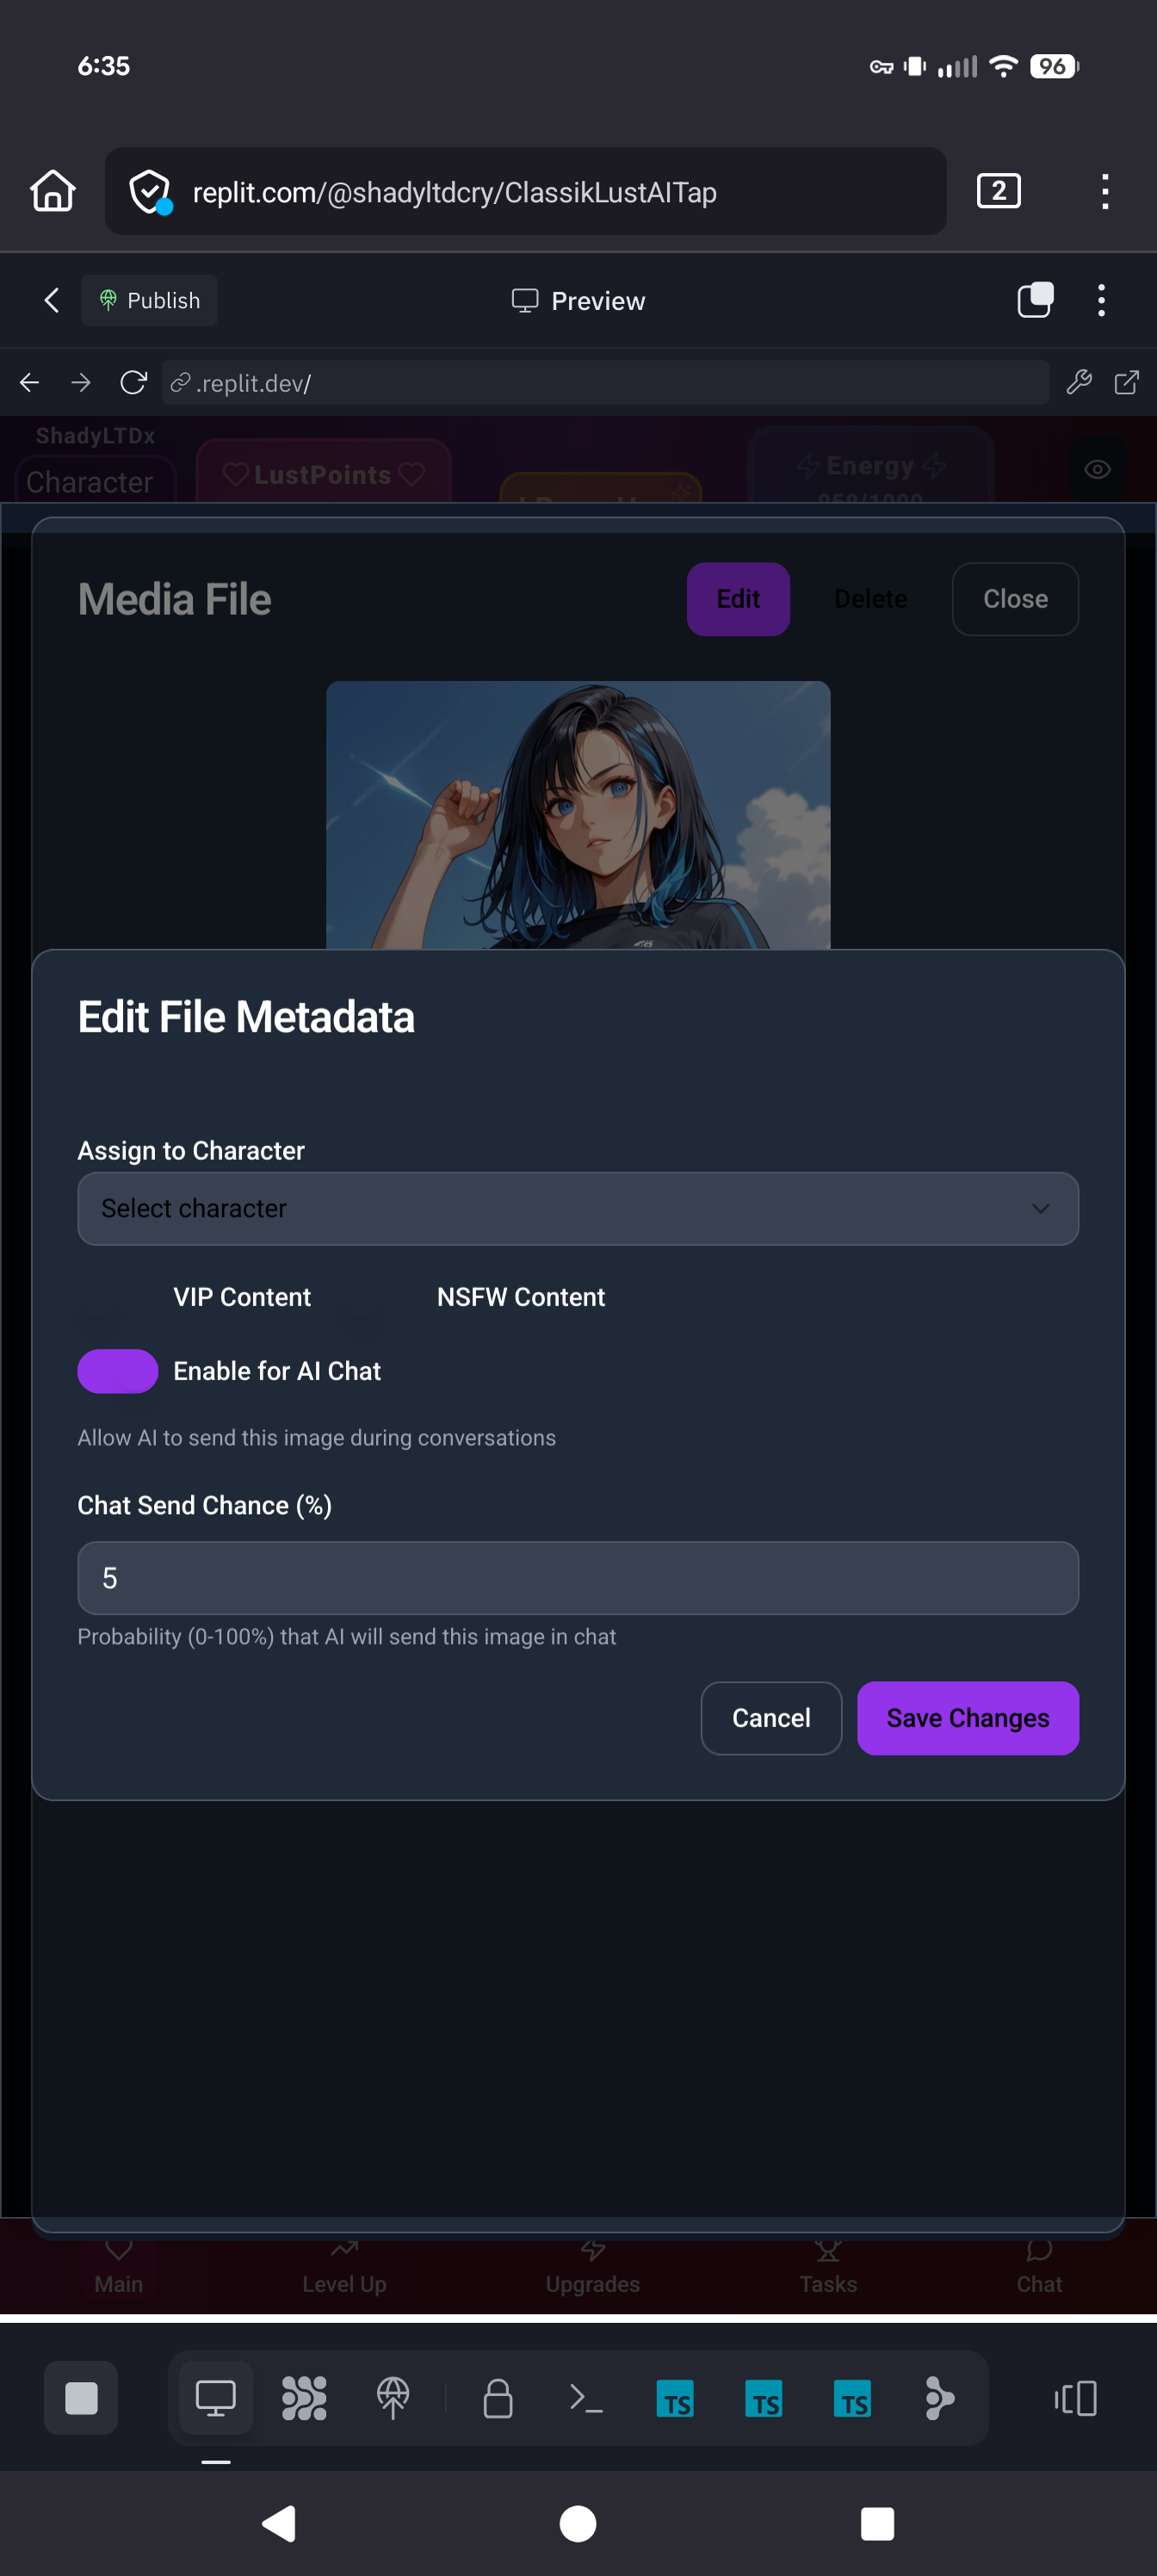 6:35
96
replit.com/@shadyltdcry/ClassikLustAITap
2
Publish
Preview
.replit.dev/
ShadyLTDx
Character
LustPoints
Energy
Media File
Edit
Delete
Close
Edit File Metadata
Assign to Character
Select character
VIP Content
NSFW Content
Enable for AI Chat
Allow AI to send this image during conversations
Chat Send Chance (%)
5
Probability (0-100%) that AI will send this image in chat
Cancel
Save Changes
Main
Level Up
Upgrades
Tasks
Chat
TS
TS
TS